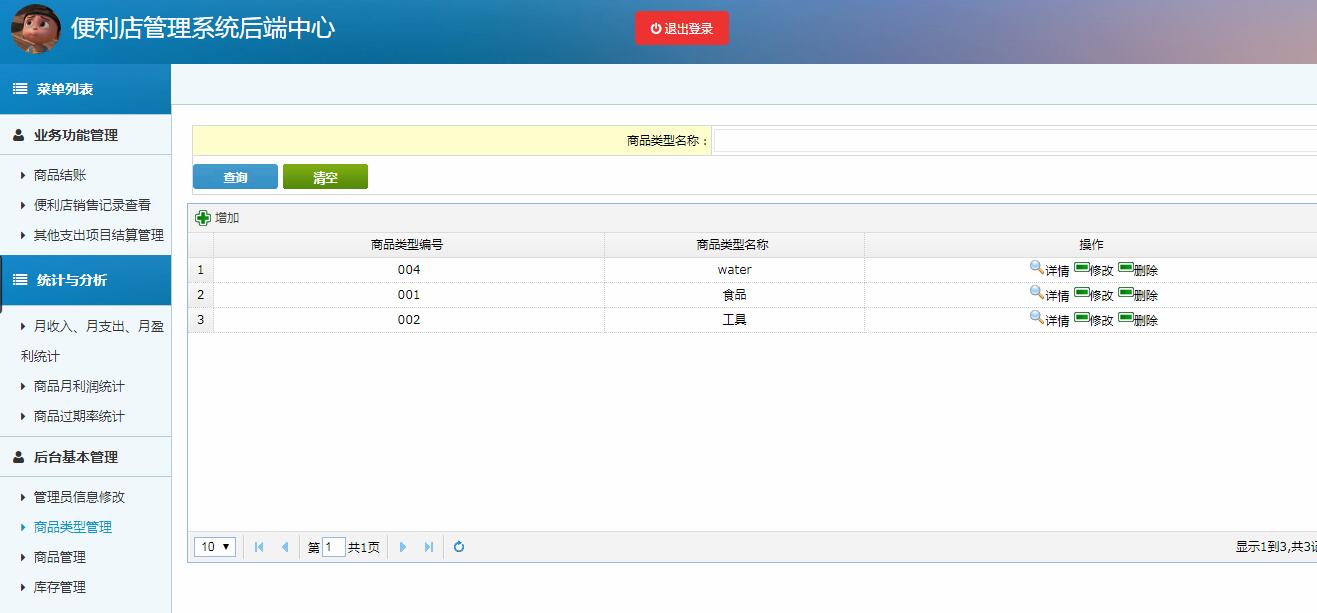 便利店管理系统后端中心
退出登录
菜单列表
业务功能管理
商品结账
便利店销售记录查看
其他支出项目结算管理
统计与分析
月收入、月支出、月盈
利统计
商品月利润统计
商品过期率统计
后台基本管理
管理员信息修改
商品类型管理
商品管理
库存管理
商品类型名称：
查询 清空
增加
商品类型编号 商品类型名称 操作
1 004 water 详情 修改 删除
2 001 食品 详情 修改 删除
3 002 工具 详情 修改 删除
10 第 1 共1页 显示1到3,共3记